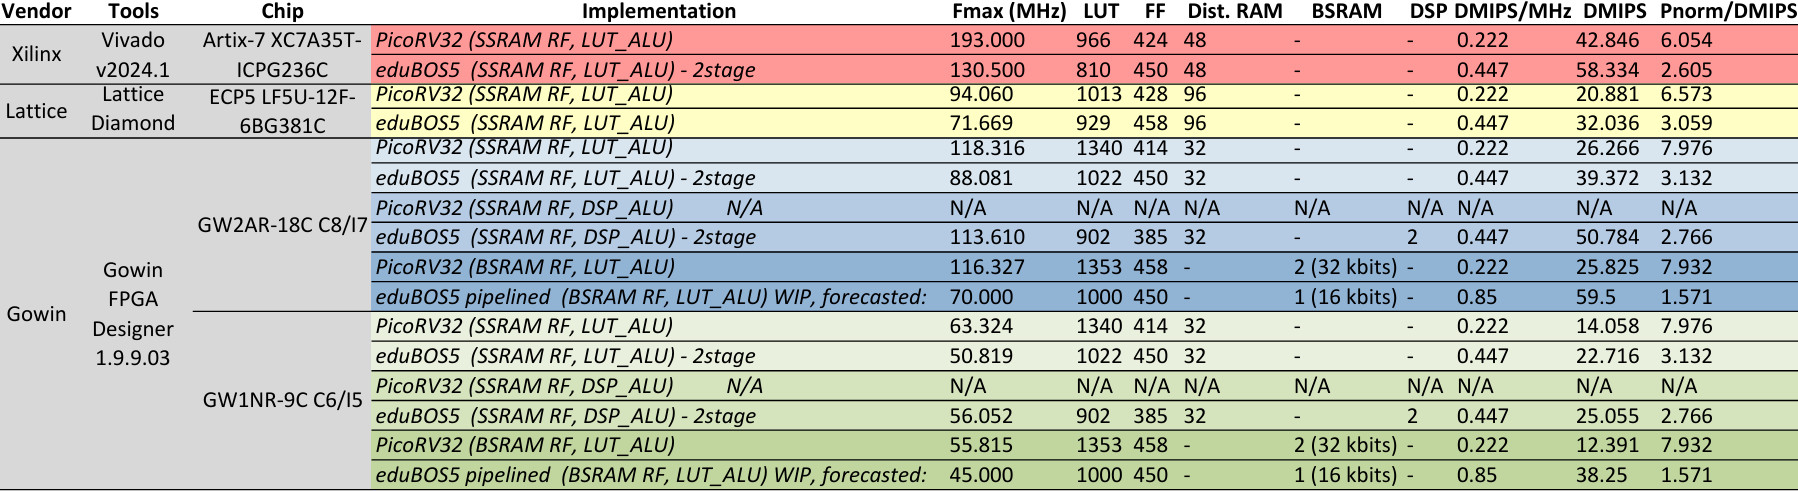 Vendor Tools Chip Implementation Fmax (MHz) LUT FF Dist. RAM BSRAM DSP DMIPS/MHz DMIPS Pnorm/DMIPS
Xilinx
Vivado
v2024.1
Artix-7 XC7A35T-
ICPG236C
PicoRV32 (SSRAM RF, LUT_ALU) 193.000 966 424 48 - - 0.222 42.846 6.054
eduBOS5 (SSRAM RF, LUT_ALU) - 2stage 130.500 810 450 48 - - 0.447 58.334 2.605
Lattice
Lattice
Diamond
ECP5 LF5U-12F-
6BG381C
PicoRV32 (SSRAM RF, LUT_ALU) 94.060 1013 428 96 - - 0.222 20.881 6.573
eduBOS5 (SSRAM RF, LUT_ALU) 71.669 929 458 96 - - 0.447 32.036 3.059
Gowin
Gowin
FPGA
Designer
1.9.9.03
GW2AR-18C C8/I7
PicoRV32 (SSRAM RF, LUT_ALU) 118.316 1340 414 32 - - 0.222 26.266 7.976
eduBOS5 (SSRAM RF, LUT_ALU) - 2stage 88.081 1022 450 32 - - 0.447 39.372 3.132
PicoRV32 (SSRAM RF, DSP_ALU) N/A N/A N/A N/A N/A N/A N/A N/A N/A N/A
eduBOS5 (SSRAM RF, DSP_ALU) - 2stage 113.610 902 385 32 - 2 0.447 50.784 2.766
PicoRV32 (BSRAM RF, LUT_ALU) 116.327 1353 458 - 2 (32 kbits) - 0.222 25.825 7.932
eduBOS5 pipelined (BSRAM RF, LUT_ALU) WIP, forecasted: 70.000 1000 450 - 1 (16 kbits) - 0.85 59.5 1.571
GW1NR-9C C6/I5
PicoRV32 (SSRAM RF, LUT_ALU) 63.324 1340 414 32 - - 0.222 14.058 7.976
eduBOS5 (SSRAM RF, LUT_ALU) - 2stage 50.819 1022 450 32 - - 0.447 22.716 3.132
PicoRV32 (SSRAM RF, DSP_ALU) N/A N/A N/A N/A N/A N/A N/A N/A N/A N/A
eduBOS5 (SSRAM RF, DSP_ALU) - 2stage 56.052 902 385 32 - 2 0.447 25.055 2.766
PicoRV32 (BSRAM RF, LUT_ALU) 55.815 1353 458 - 2 (32 kbits) - 0.222 12.391 7.932
eduBOS5 pipelined (BSRAM RF, LUT_ALU) WIP, forecasted: 45.000 1000 450 - 1 (16 kbits) - 0.85 38.25 1.571